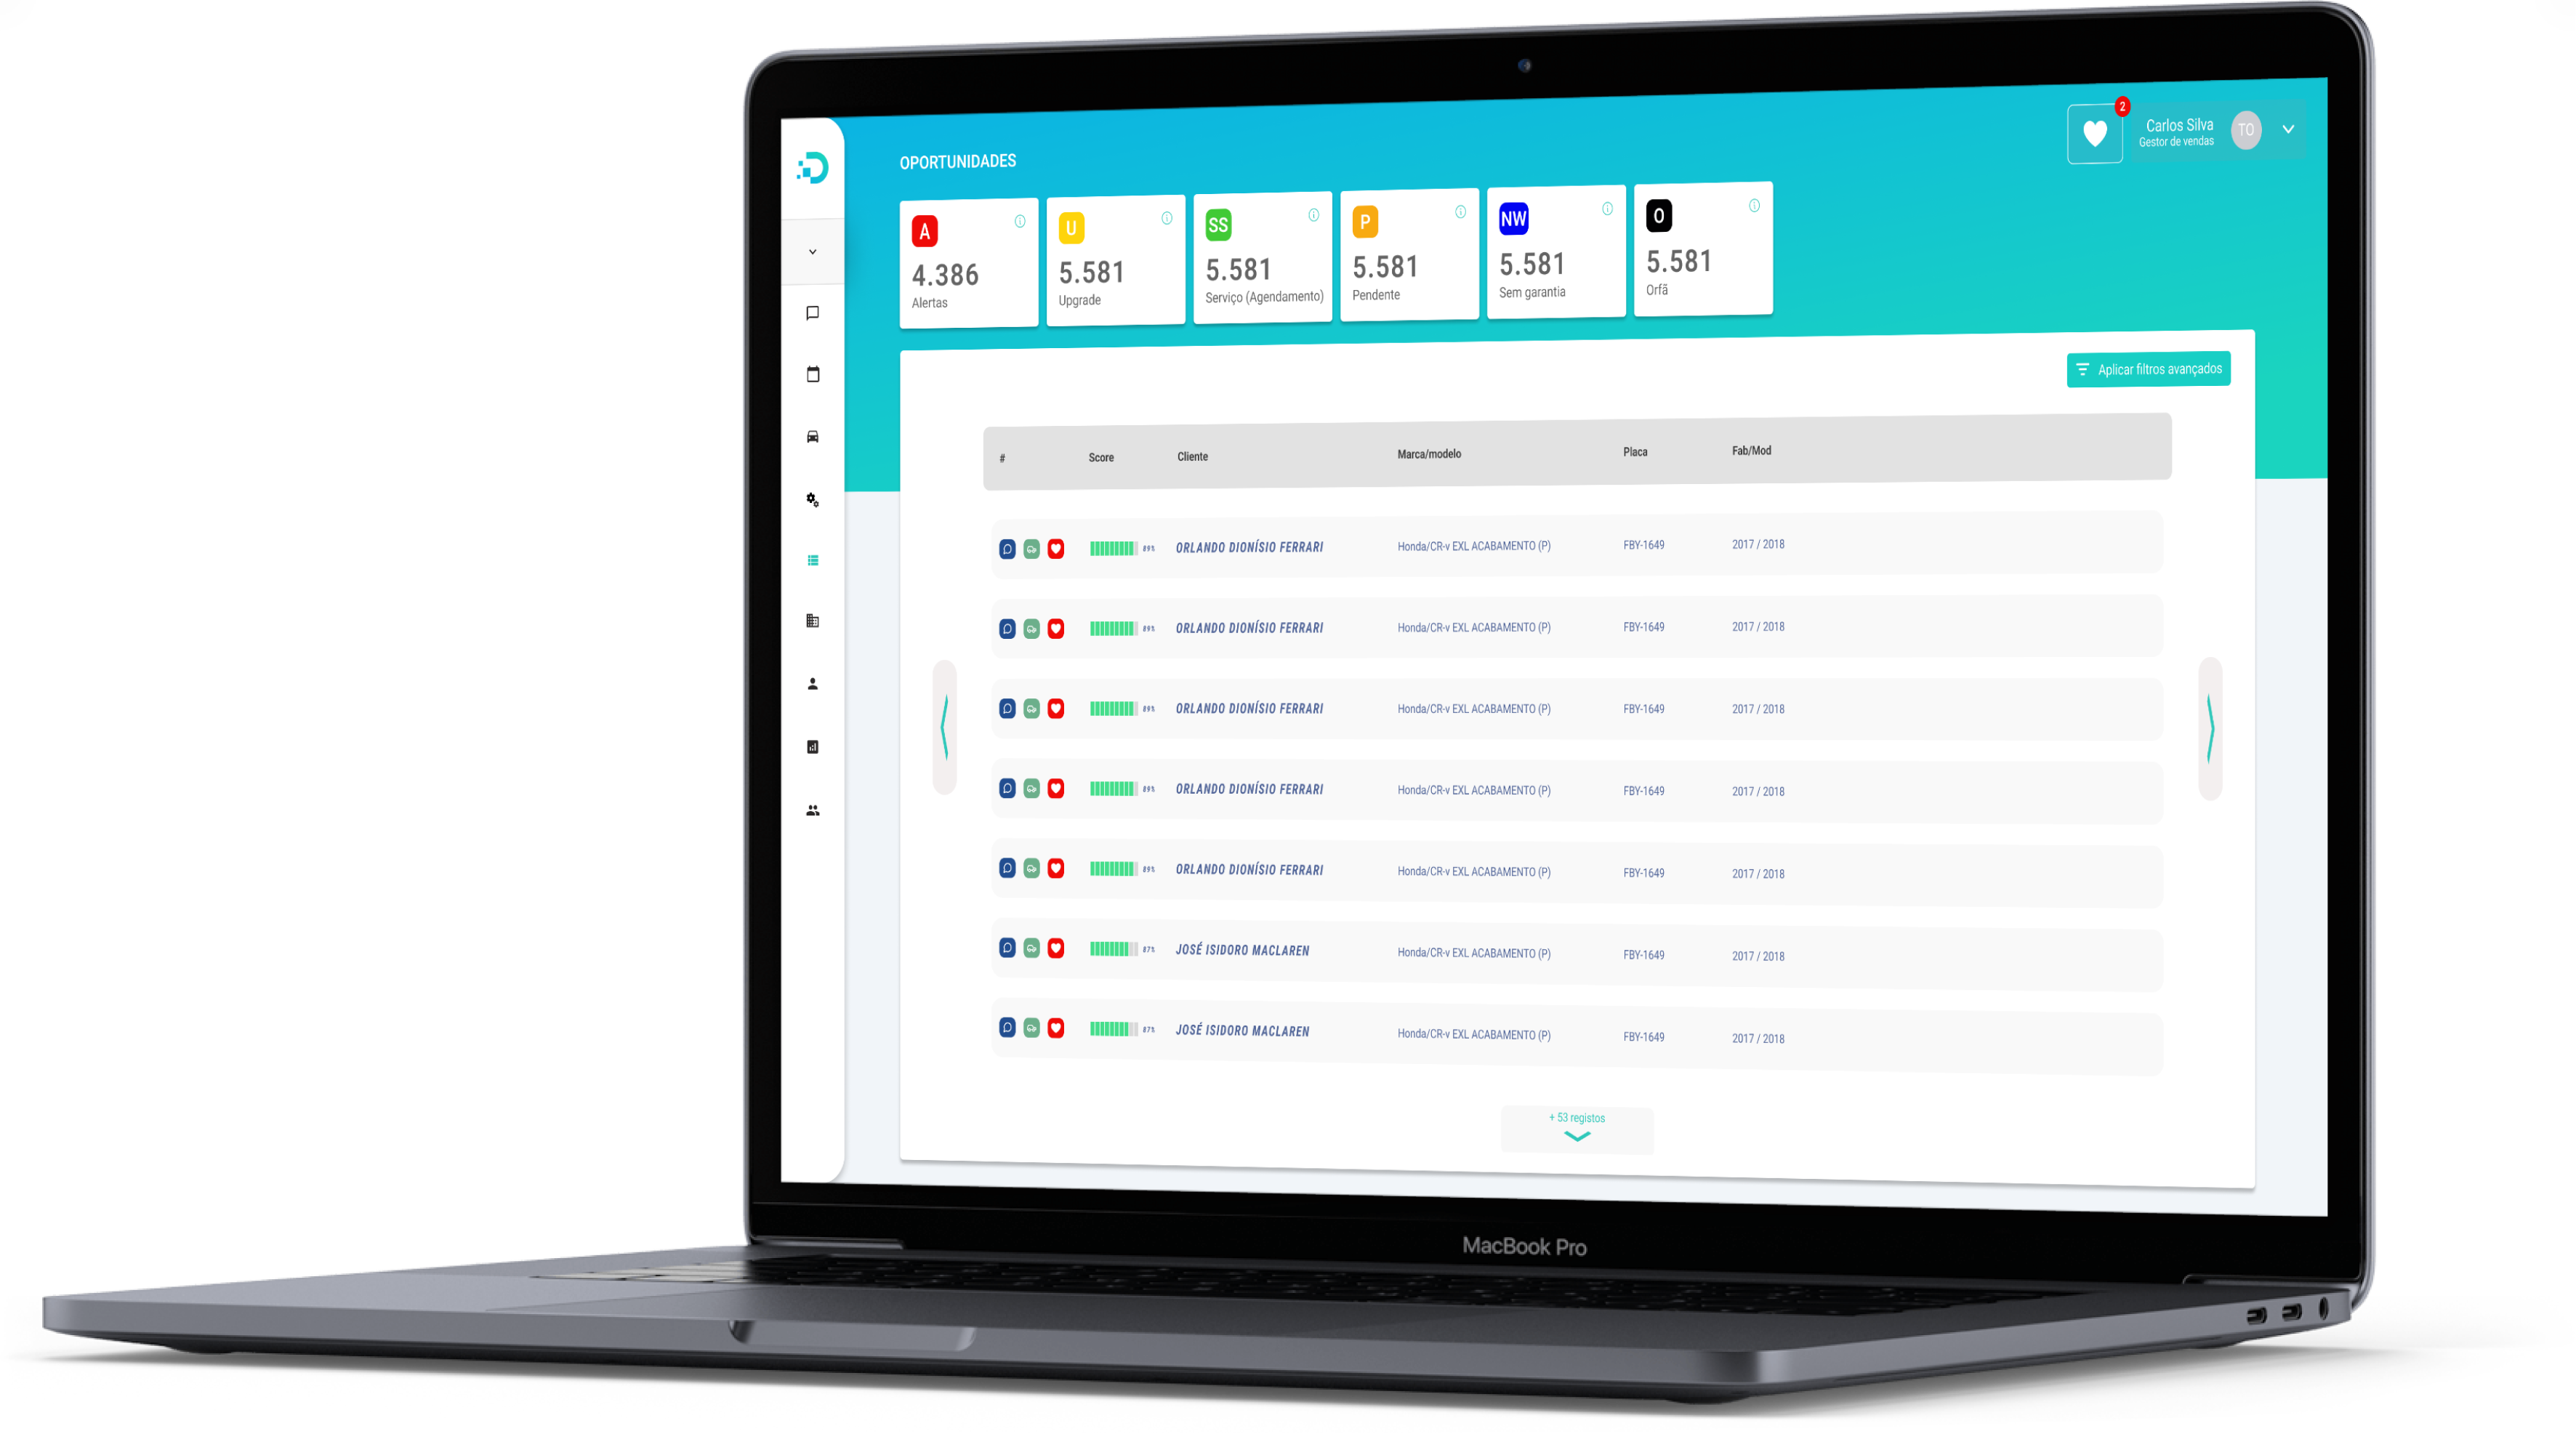 2
Carlos Silva
Gestor de vendas
TO
OPORTUNIDADES
A
4.386
Alertas
U
5.581
Upgrade
SS
5.581
Serviço (Agendamento)
P
5.581
Pendente
NW
5.581
Sem garantia
O
5.581
Orfã
Aplicar filtros avançados
# Score Cliente Marca/modelo Placa Fab/Mod
89% ORLANDO DIONÍSIO FERRARI Honda/CR-v EXL ACABAMENTO (P) FBY-1649 2017 / 2018
89% ORLANDO DIONÍSIO FERRARI Honda/CR-v EXL ACABAMENTO (P) FBY-1649 2017 / 2018
89% ORLANDO DIONÍSIO FERRARI Honda/CR-v EXL ACABAMENTO (P) FBY-1649 2017 / 2018
89% ORLANDO DIONÍSIO FERRARI Honda/CR-v EXL ACABAMENTO (P) FBY-1649 2017 / 2018
89% ORLANDO DIONÍSIO FERRARI Honda/CR-v EXL ACABAMENTO (P) FBY-1649 2017 / 2018
87% JOSÉ ISIDORO MACLAREN Honda/CR-v EXL ACABAMENTO (P) FBY-1649 2017 / 2018
87% JOSÉ ISIDORO MACLAREN Honda/CR-v EXL ACABAMENTO (P) FBY-1649 2017 / 2018
+ 53 registos
MacBook Pro